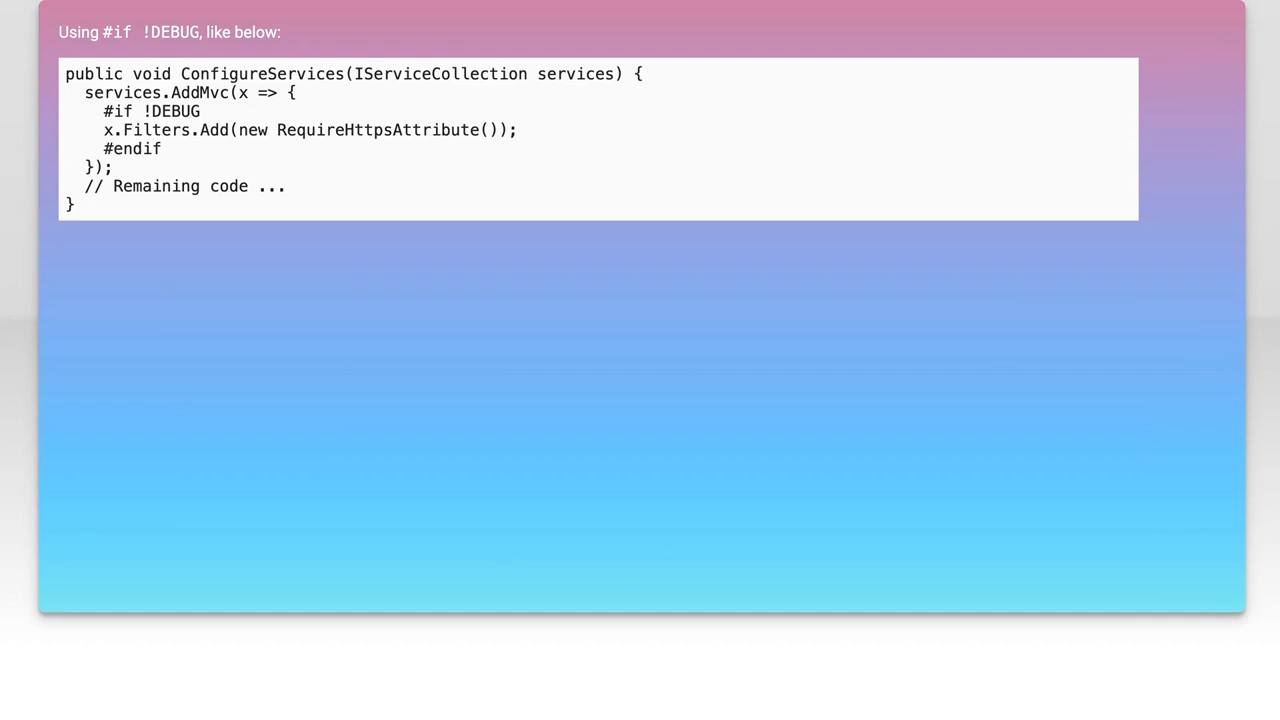 Using #if !DEBUG, like below:
public void ConfigureServices(IServiceCollection services) {
  services.AddMvc(x => {
    #if !DEBUG
    x.Filters.Add(new RequireHttpsAttribute());
    #endif
  });
  // Remaining code ...
}